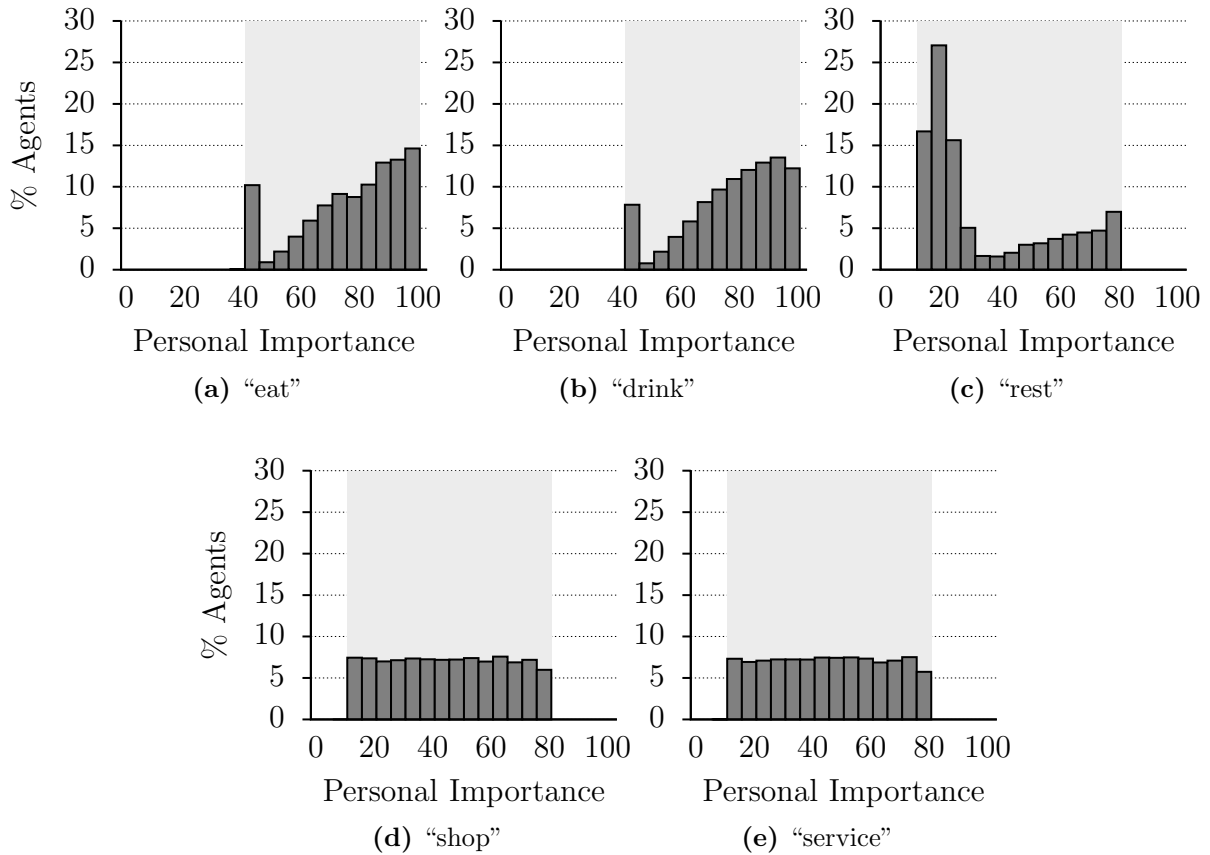 30 30 30
25 25 25
20 20 20
15 15 15
10 10 10
5 5 5
0 0 0
% Agents
0 20 40 60 80 100 0 20 40 60 80 100 0 20 40 60 80 100
Personal Importance Personal Importance Personal Importance
(a) “eat” (b) “drink” (c) “rest”
30 30
25 25
20 20
15 15
10 10
5 5
0 0
% Agents
0 20 40 60 80 100 0 20 40 60 80 100
Personal Importance Personal Importance
(d) “shop” (e) “service”